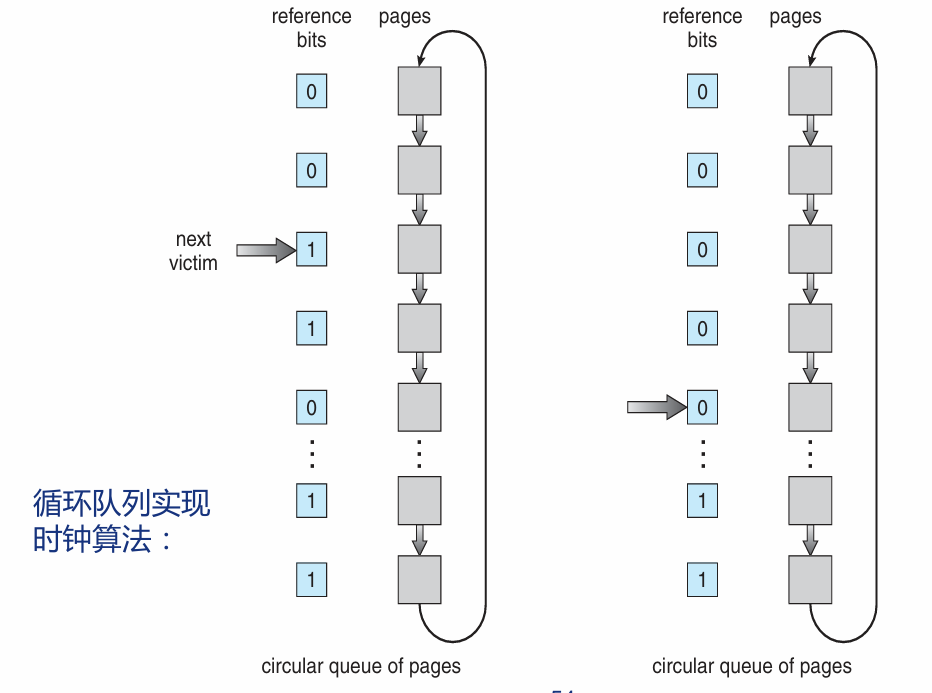 reference pages
bits
0
0
next
victim
1
1
0
1
1
circular queue of pages
循环队列实现
时钟算法：
reference pages
bits
0
0
0
0
0
1
1
circular queue of pages